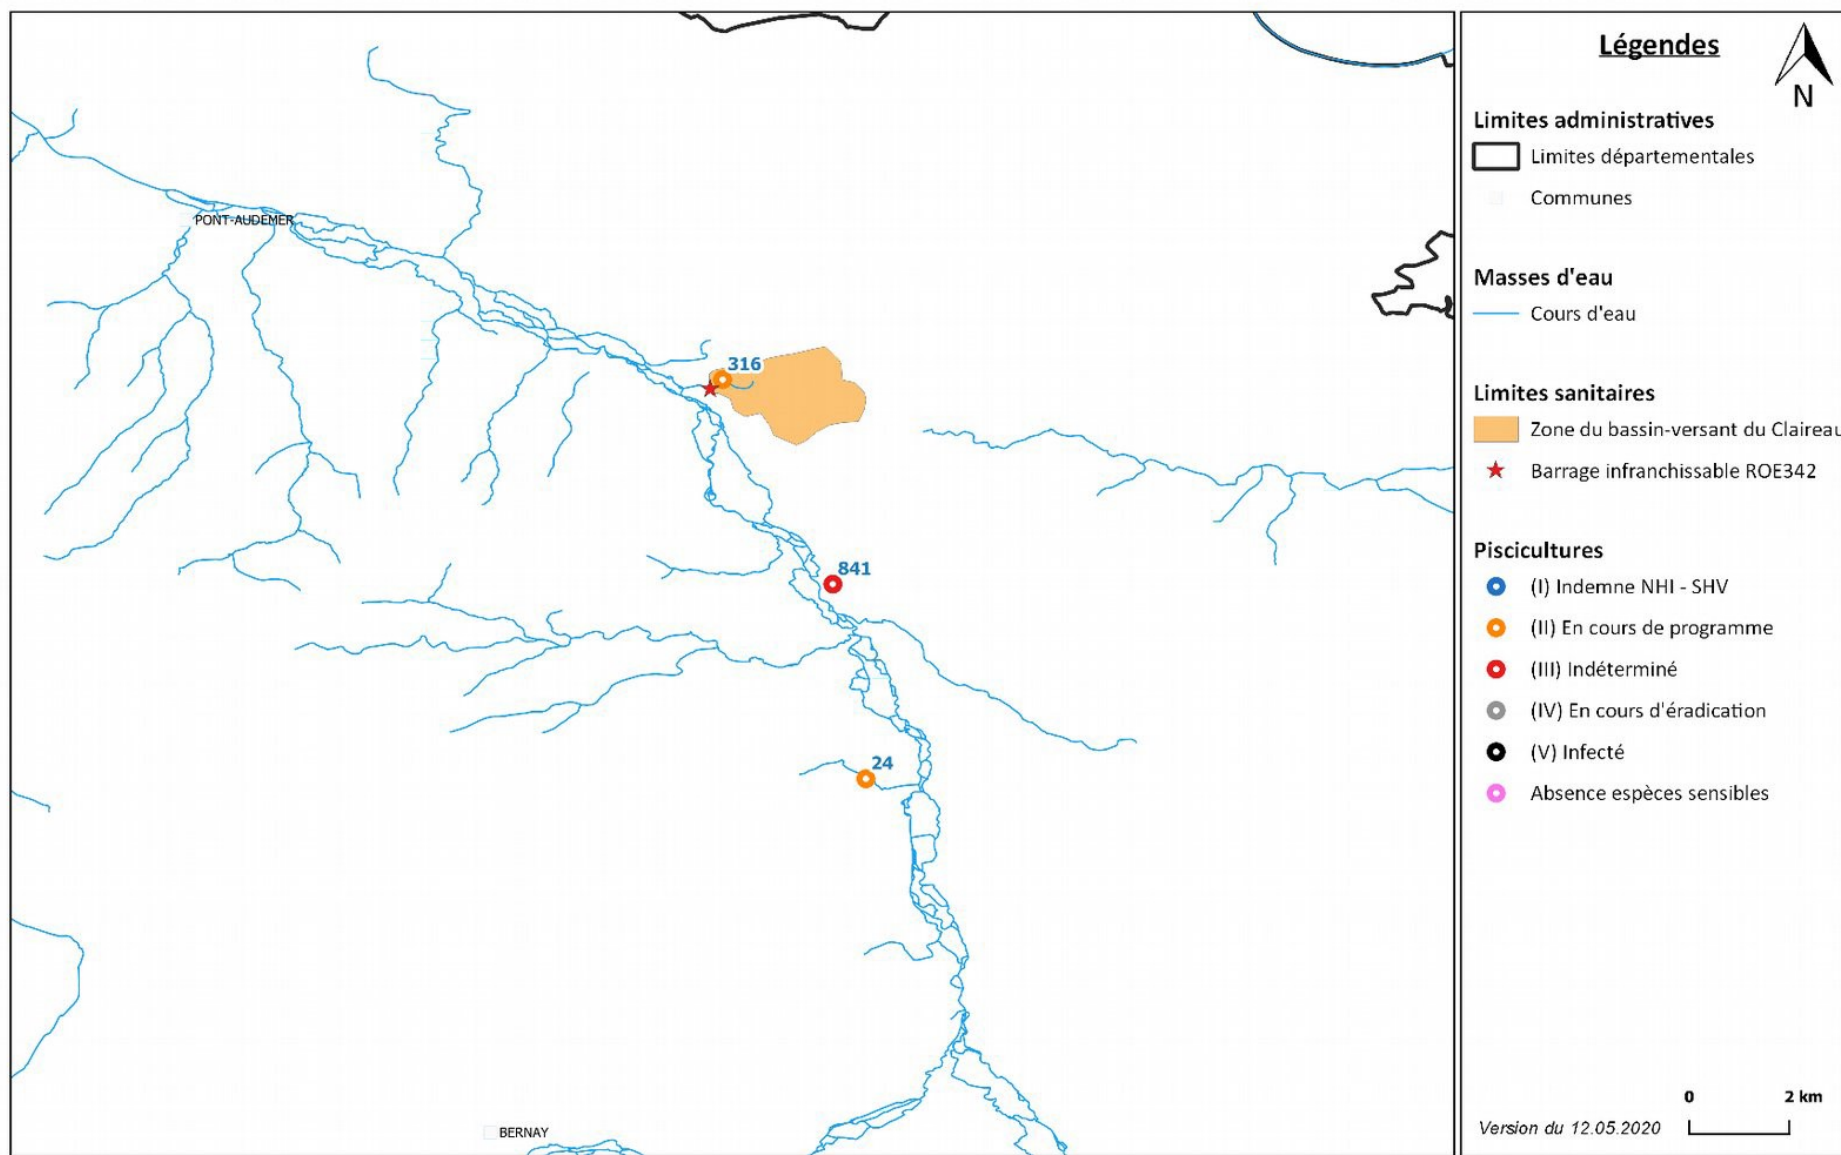 PONT-AUDEMER
316
841
24
BERNAY
Légendes
N
Limites administratives
Limites départementales
Communes
Masses d'eau
Cours d'eau
Limites sanitaires
Zone du bassin-versant du Claireau
Barrage infranchissable ROE342
Piscicultures
(I) Indemne NHI - SHV
(II) En cours de programme
(III) Indéterminé
(IV) En cours d'éradication
(V) Infecté
Absence espèces sensibles
0 2 km
Version du 12.05.2020